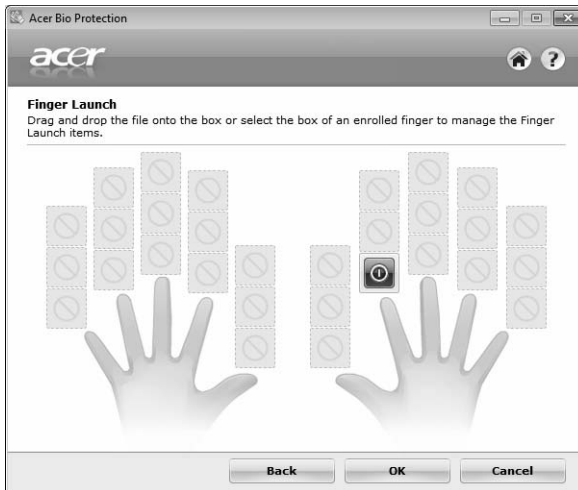 Acer Bio Protection
acer
?
Finger Launch
Drag and drop the file onto the box or select the box of an enrolled finger to manage the Finger
Launch items.
Back OK Cancel